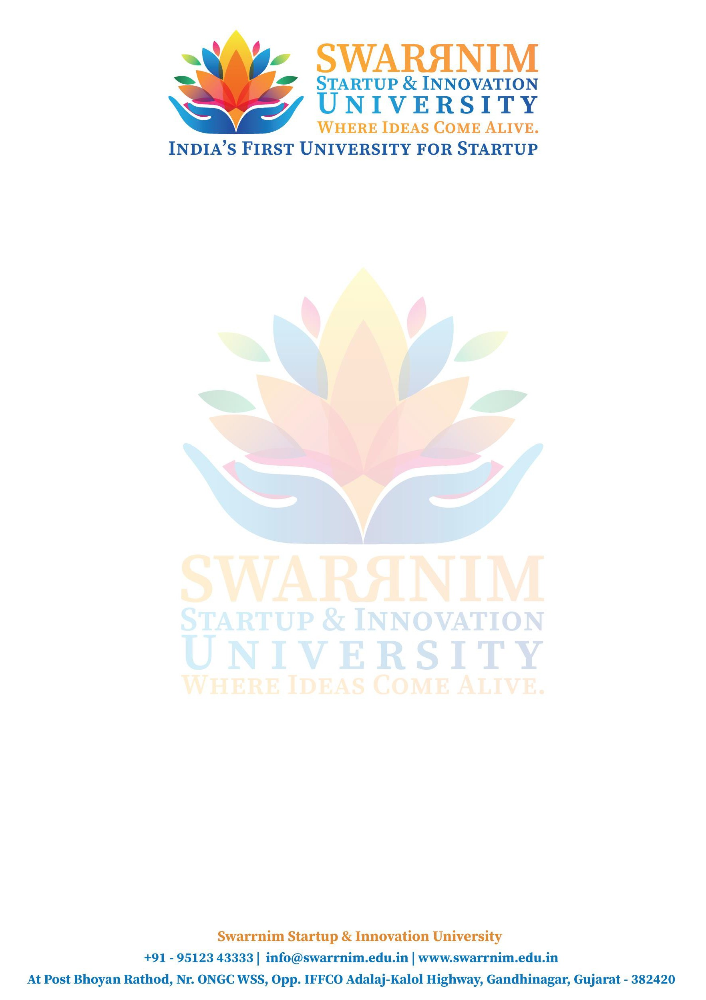 SWARRNIM
STARTUP & INNOVATION
UNIVERSITY
WHERE IDEAS COME ALIVE.
INDIA'S FIRST UNIVERSITY FOR STARTUP
SWARRNIM
STARTUP & INNOVATION
UNIVERSITY
WHERE IDEAS COME ALIVE.
Swarrnim Startup & Innovation University
+91 - 95123 43333 | info@swarrnim.edu.in | www.swarrnim.edu.in
At Post Bhoyan Rathod, Nr. ONGC WSS, Opp. IFFCO Adalaj-Kalol Highway, Gandhinagar, Gujarat - 382420